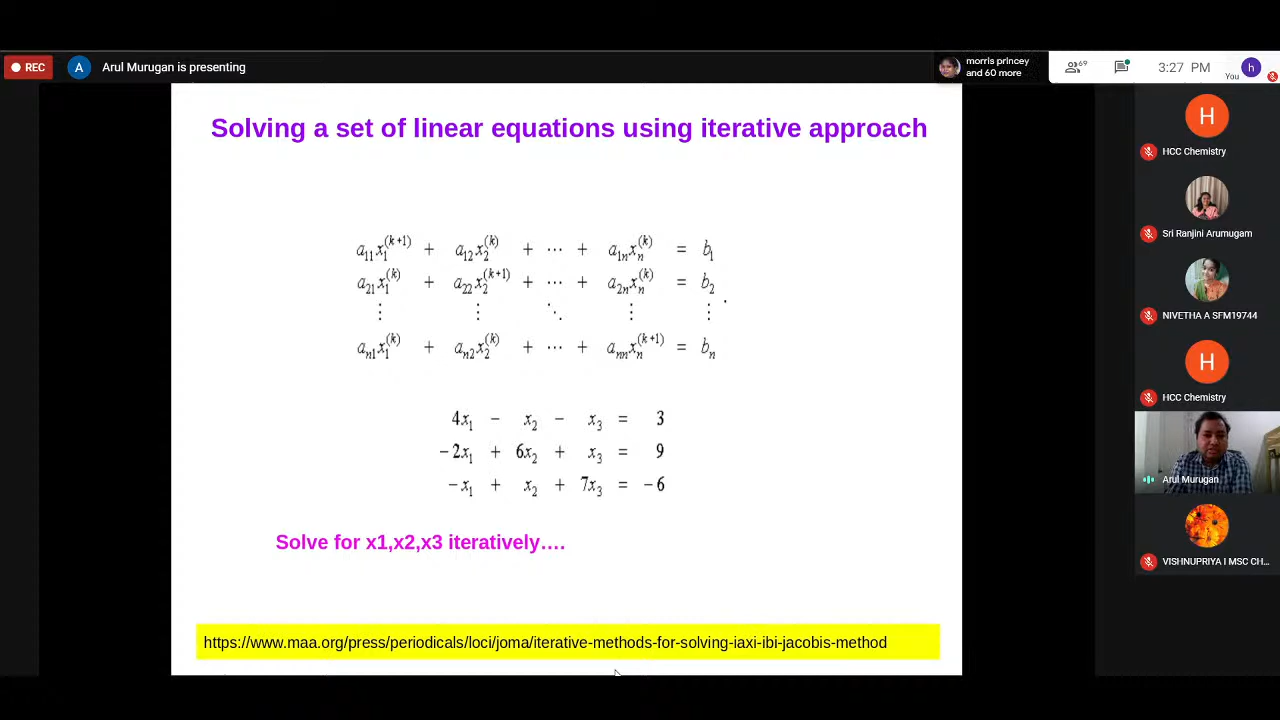 REC
A
Arul Murugan is presenting
morris princey
and 60 more
69
3:27 PM
You
h
Solving a set of linear equations using iterative approach
a₁₁x₁^(k+1) + a₁₂x₂^(k) + ⋯ + a₁ₙxₙ^(k) = b₁
a₂₁x₁^(k) + a₂₂x₂^(k+1) + ⋯ + a₂ₙxₙ^(k) = b₂
⋮ ⋮ ⋱ ⋮ ⋮ .
aₙ₁x₁^(k) + aₙ₂x₂^(k) + ⋯ + aₙₙxₙ^(k+1) = bₙ
4x₁ − x₂ − x₃ = 3
−2x₁ + 6x₂ + x₃ = 9
−x₁ + x₂ + 7x₃ = −6
Solve for x1,x2,x3 iteratively....
https://www.maa.org/press/periodicals/loci/joma/iterative-methods-for-solving-iaxi-ibi-jacobis-method
H
HCC Chemistry
Sri Ranjini Arumugam
NIVETHA A SFM19744
H
HCC Chemistry
Arul Murugan
VISHNUPRIYA I MSC CH...